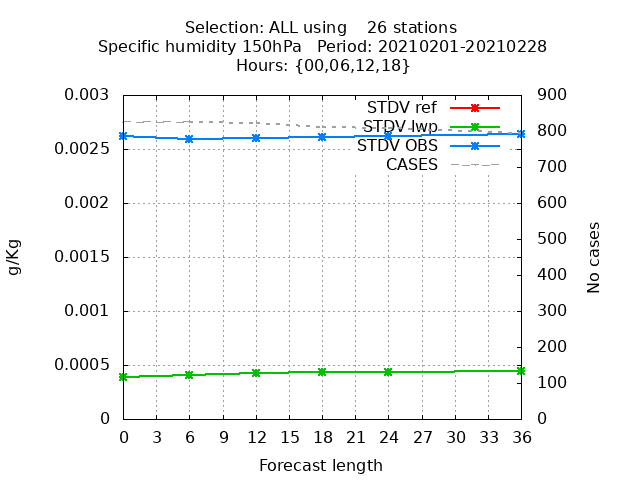 Selection: ALL using    26 stations
Specific humidity 150hPa   Period: 20210201-20210228
Hours: {00,06,12,18}
0.003
0.0025
0.002
0.0015
0.001
0.0005
0
g/Kg
STDV ref
STDV lwp
STDV OBS
CASES
900
800
700
600
500
400
300
200
100
0
No cases
0 3 6 9 12 15 18 21 24 27 30 33 36
Forecast length